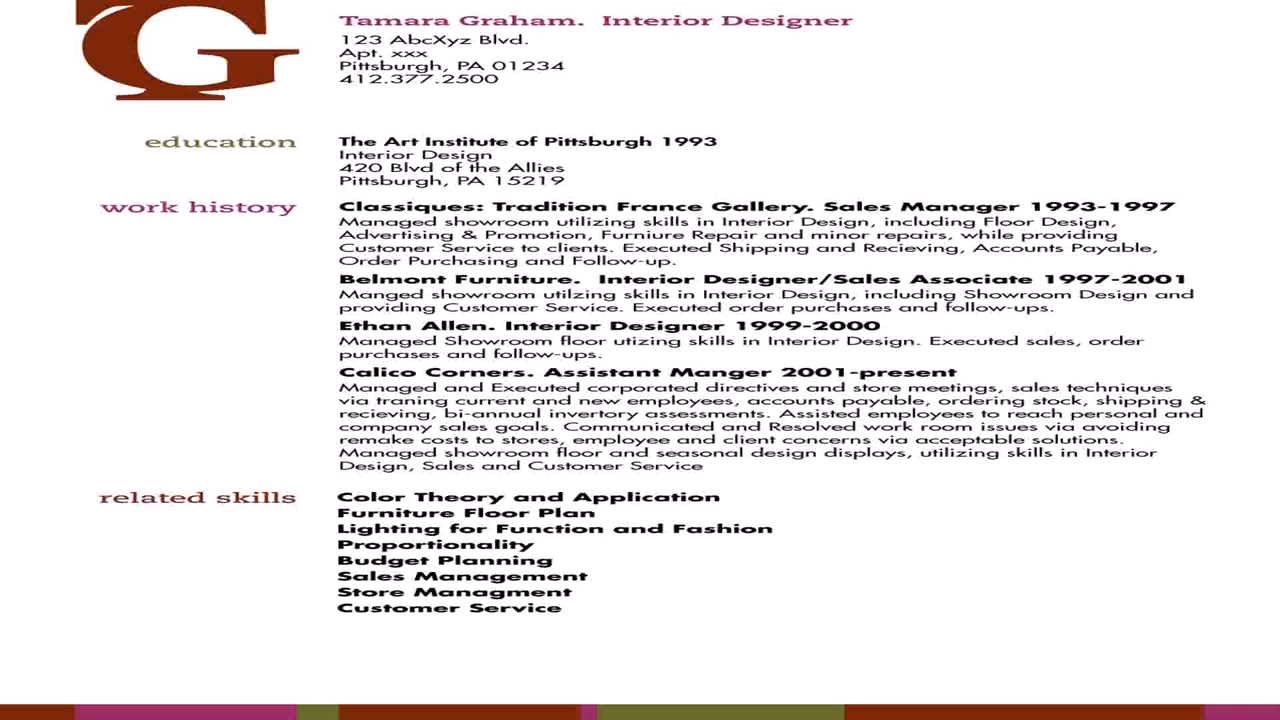 TG
Tamara Graham. Interior Designer
123 AbcXyz Blvd.
Apt. xxx
Pittsburgh, PA 01234
412.377.2500
education
The Art Institute of Pittsburgh 1993
Interior Design
420 Blvd of the Allies
Pittsburgh, PA 15219
work history
Classiques: Tradition France Gallery. Sales Manager 1993-1997
Managed showroom utilizing skills in Interior Design, including Floor Design,
Advertising & Promotion, Furniure Repair and minor repairs, while providing
Customer Service to clients. Executed Shipping and Recieving, Accounts Payable,
Order Purchasing and Follow-up.
Belmont Furniture. Interior Designer/Sales Associate 1997-2001
Manged showroom utilzing skills in Interior Design, including Showroom Design and
providing Customer Service. Executed order purchases and follow-ups.
Ethan Allen. Interior Designer 1999-2000
Managed Showroom floor utizing skills in Interior Design. Executed sales, order
purchases and follow-ups.
Calico Corners. Assistant Manger 2001-present
Managed and Executed corporated directives and store meetings, sales techniques
via traning current and new employees, accounts payable, ordering stock, shipping &
recieving, bi-annual invertory assessments. Assisted employees to reach personal and
company sales goals. Communicated and Resolved work room issues via avoiding
remake costs to stores, employee and client concerns via acceptable solutions.
Managed showroom floor and seasonal design displays, utilizing skills in Interior
Design, Sales and Customer Service
related skills
Color Theory and Application
Furniture Floor Plan
Lighting for Function and Fashion
Proportionality
Budget Planning
Sales Management
Store Managment
Customer Service